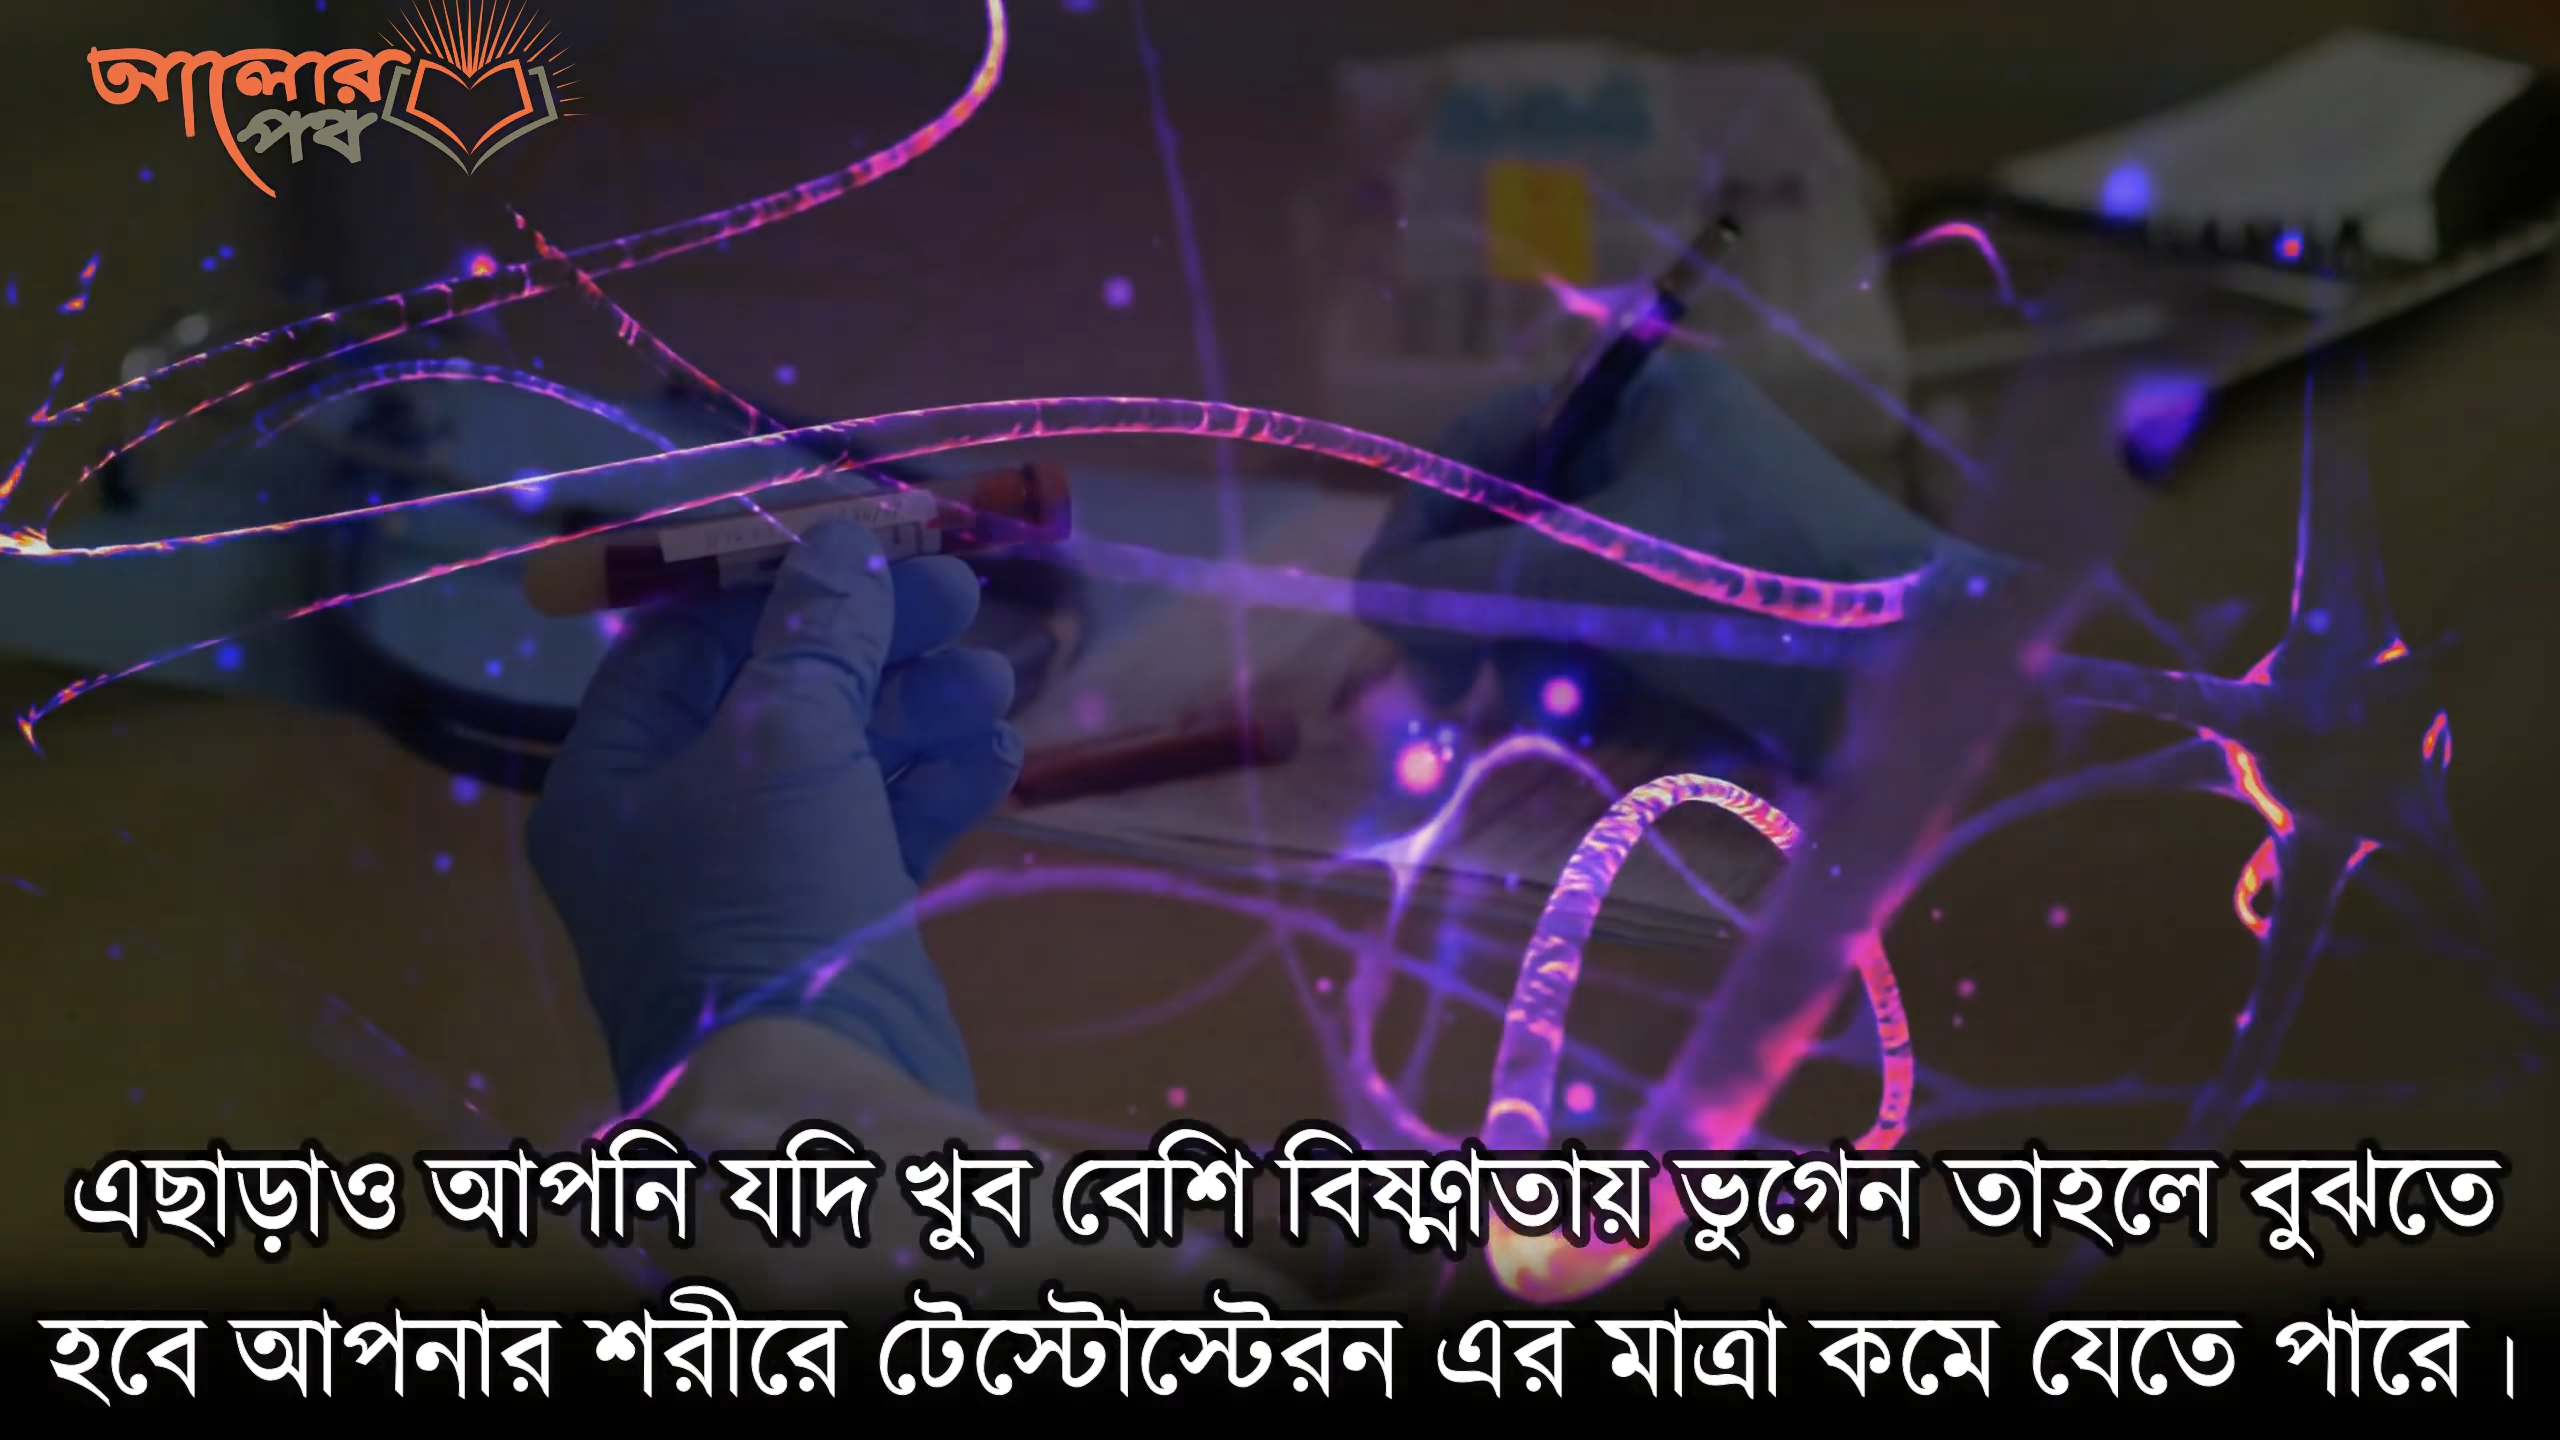 আলোর
পথ
এছাড়াও আপনি যদি খুব বেশি বিষণ্ণতায় ভুগেন তাহলে বুঝতে
হবে আপনার শরীরে টেস্টোস্টেরন এর মাত্রা কমে যেতে পারে।